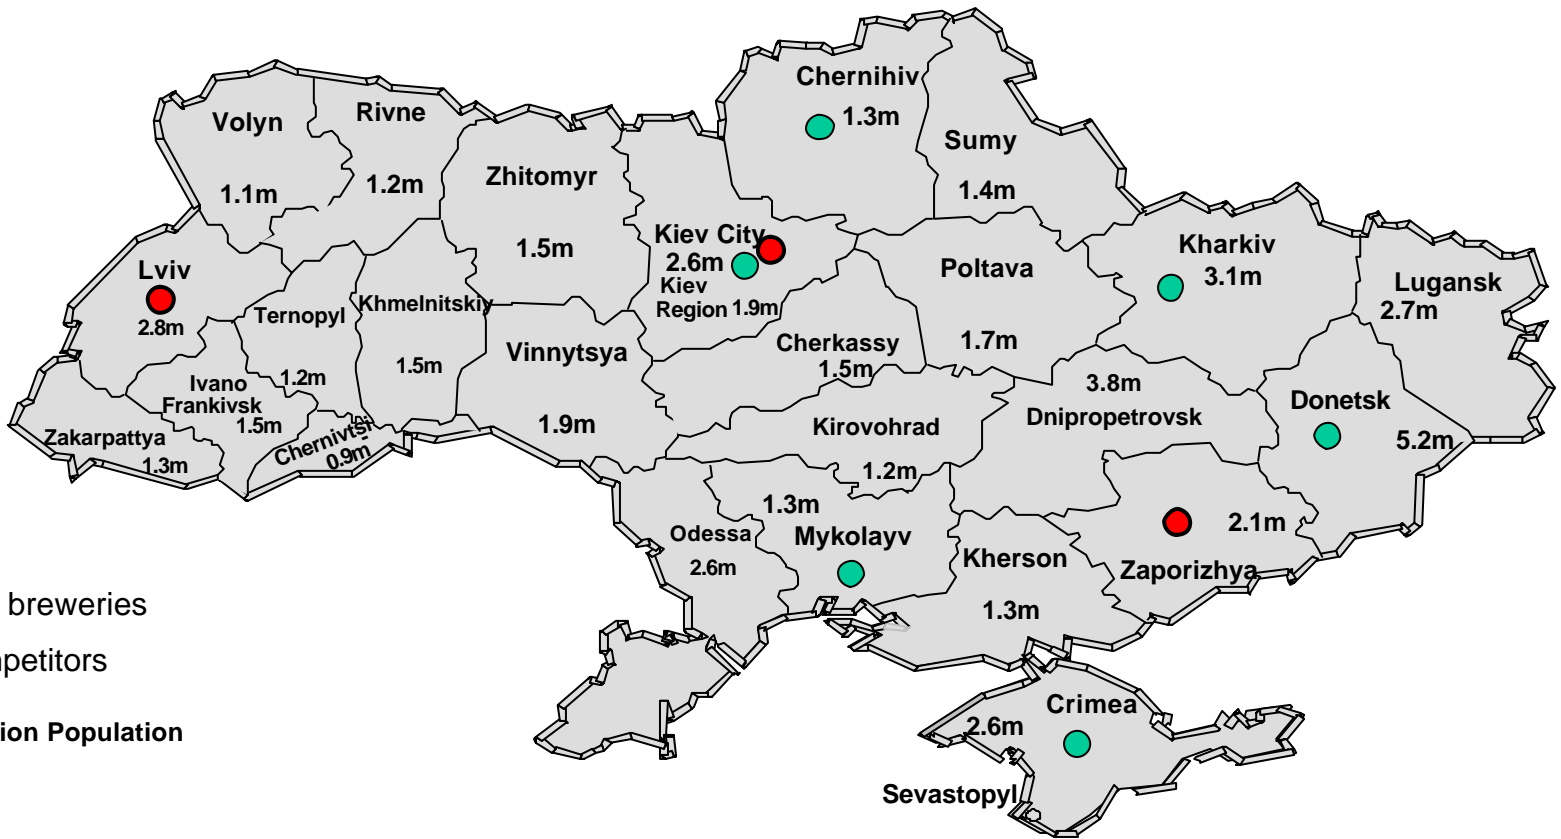 Chernihiv
1.3m
Volyn
1.1m
Rivne
1.2m
Zhitomyr
1.5m
Sumy
1.4m
Kiev City
2.6m
Kiev
Region 1.9m
Kharkiv
3.1m
Poltava
1.7m
Lugansk
2.7m
Lviv
2.8m
Ternopyl
1.2m
Khmelnitskiy
1.5m
Vinnytsya
1.9m
Cherkassy
1.5m
Ivano
Frankivsk
1.5m
Zakarpattya
1.3m
Chernivtsi
0.9m
3.8m
Dnipropetrovsk
Donetsk
5.2m
Kirovohrad
1.2m
1.3m
Mykolayv
Odessa
2.6m
Kherson
1.3m
2.1m
Zaporizhya
breweries
petitors
ion Population
Crimea
2.6m
Sevastopyl